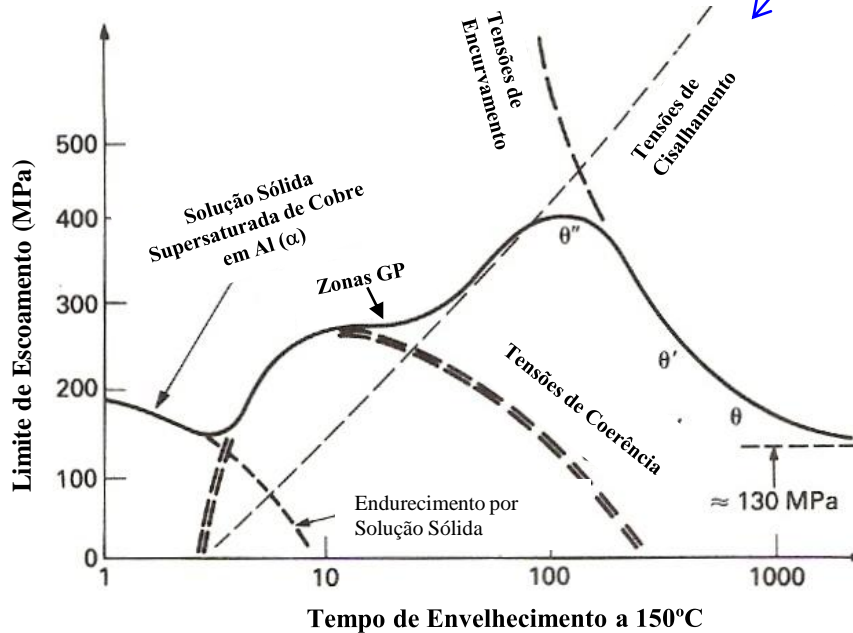 Tensões de
Encurvamento
Tensões de
Cisalhamento
Limite de Escoamento (MPa)
500
400
300
200
100
0
Solução Sólida
Supersaturada de Cobre
em Al (α)
Zonas GP
θ″
θ′
θ
Tensões de Coerência
≈ 130 MPa
Endurecimento por
Solução Sólida
1
10
100
1000
Tempo de Envelhecimento a 150ºC